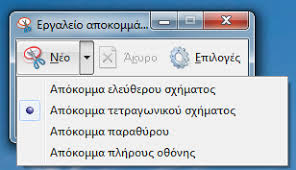 Εργαλείο αποκομμά...
Νέο Άκυρο Επιλογές
Απόκομμα ελεύθερου σχήματος
Απόκομμα τετραγωνικού σχήματος
Απόκομμα παραθύρου
Απόκομμα πλήρους οθόνης